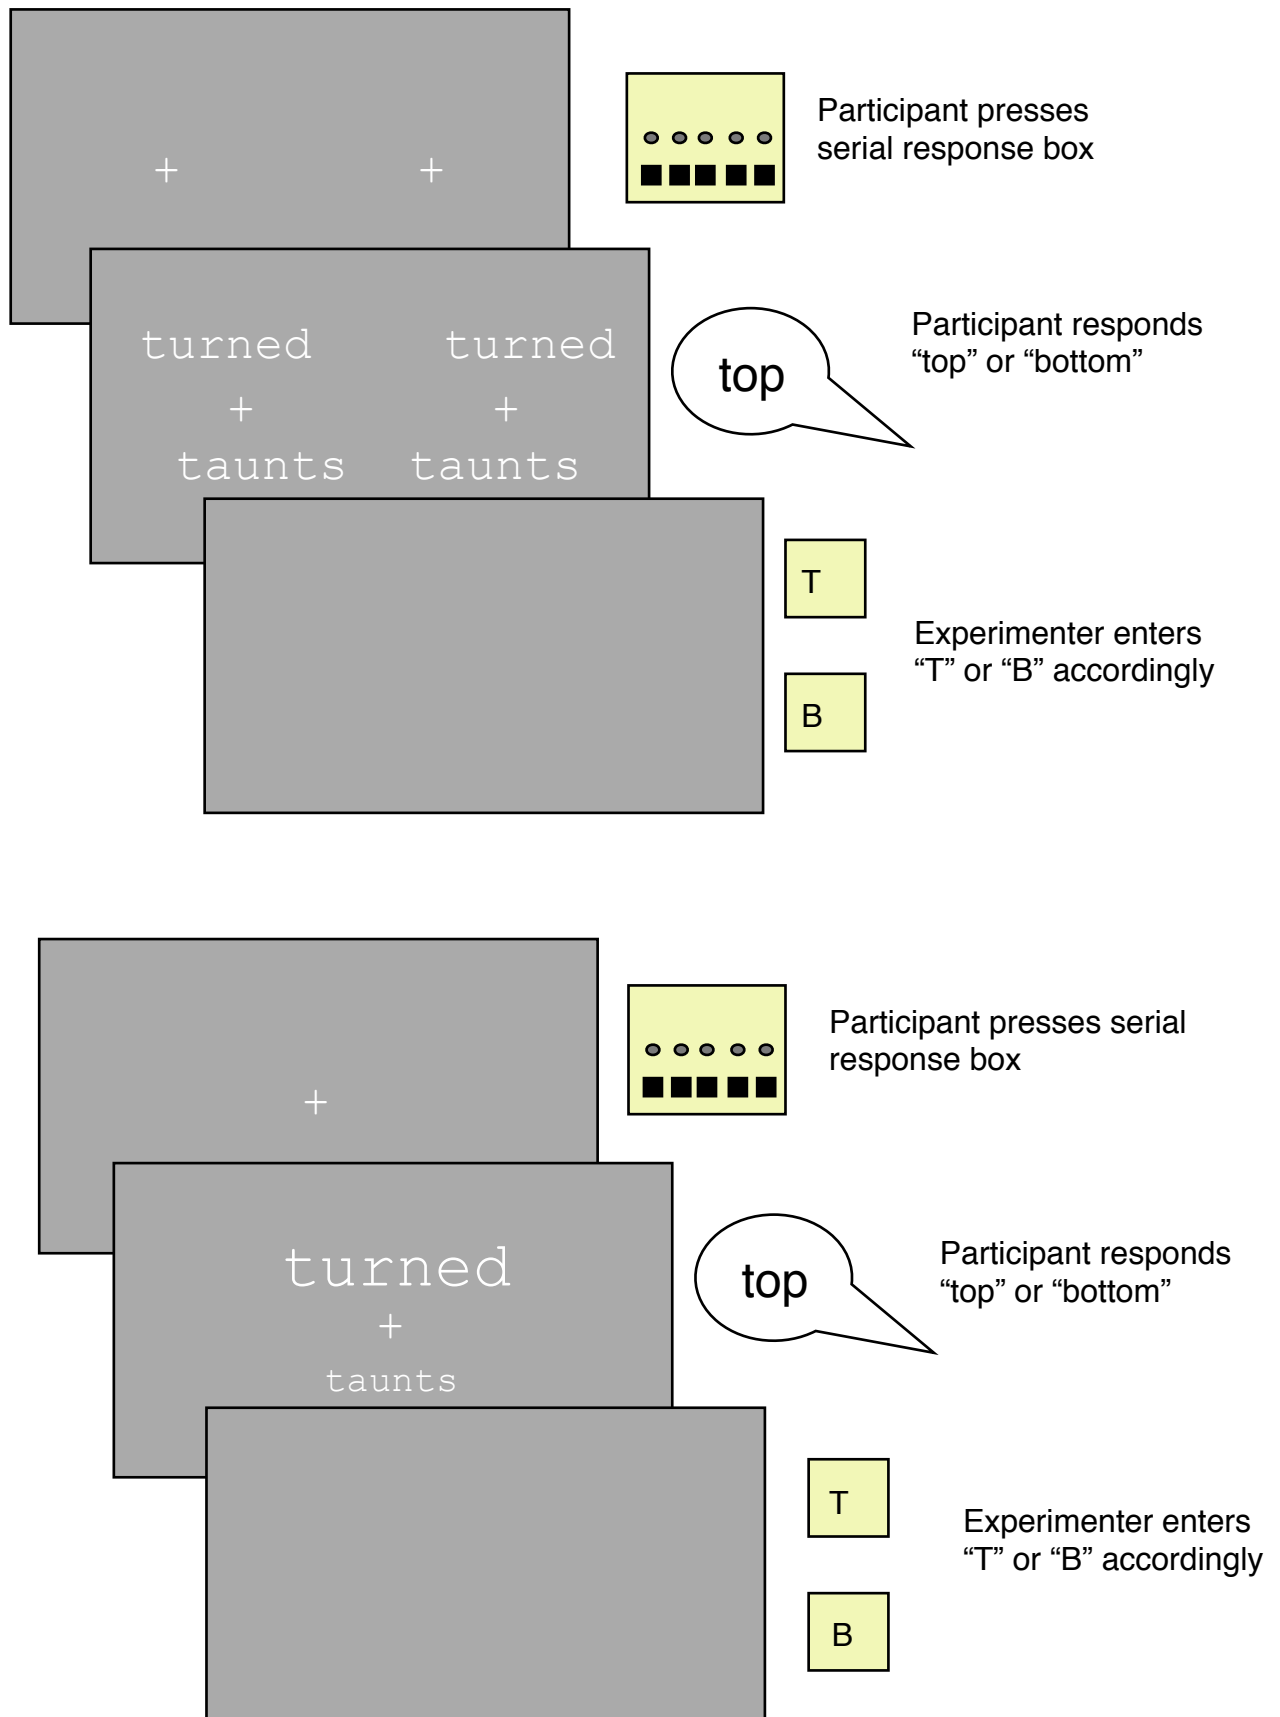 Participant presses
serial response box
+ +
turned turned
+ +
taunts taunts
top
Participant responds
“top” or “bottom”
T
B
Experimenter enters
“T” or “B” accordingly
Participant presses serial
response box
+
turned
+
taunts
top
Participant responds
“top” or “bottom”
T
B
Experimenter enters
“T” or “B” accordingly